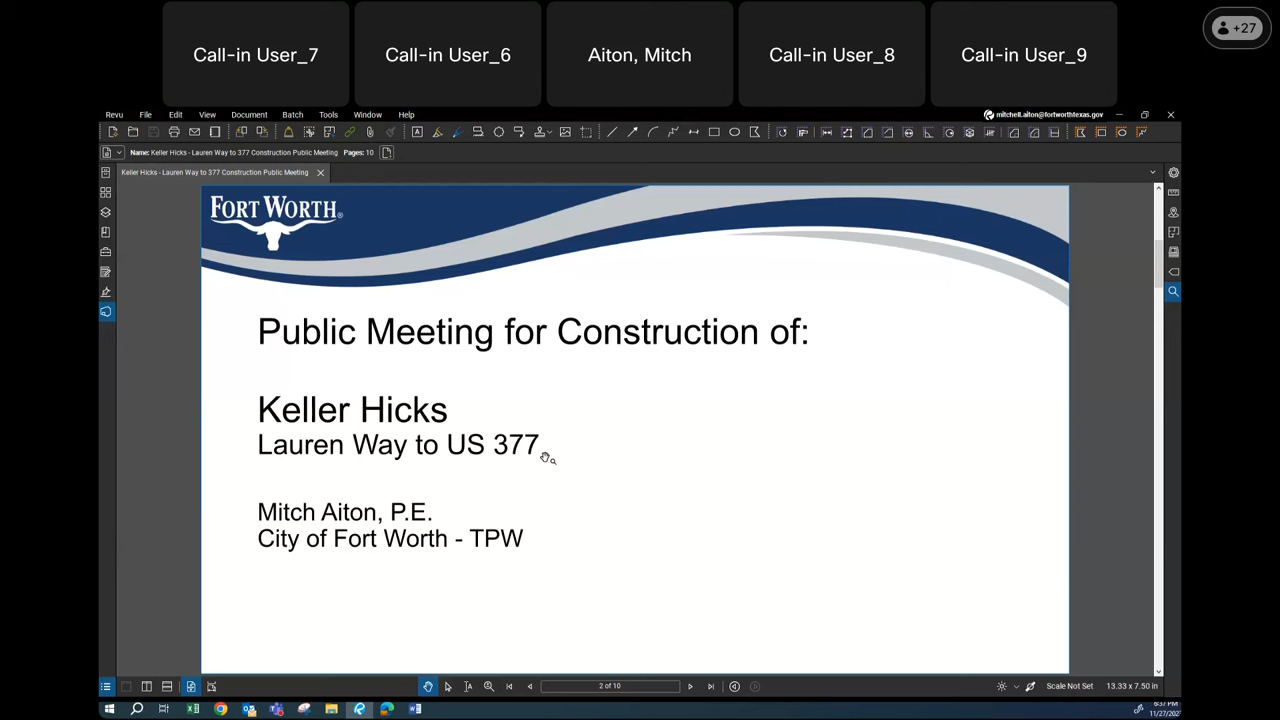 Call-in User_7
Call-in User_6
Aiton, Mitch
Call-in User_8
Call-in User_9
+27
Revu File Edit View Document Batch Tools Window Help
mitchell.aiton@fortworthtexas.gov
Name: Keller Hicks - Lauren Way to 377 Construction Public Meeting Pages: 10
Keller Hicks - Lauren Way to 377 Construction Public Meeting
FORT WORTH®
Public Meeting for Construction of:
Keller Hicks
Lauren Way to US 377
Mitch Aiton, P.E.
City of Fort Worth - TPW
2 of 10
Scale Not Set
13.33 x 7.50 in
6:37 PM